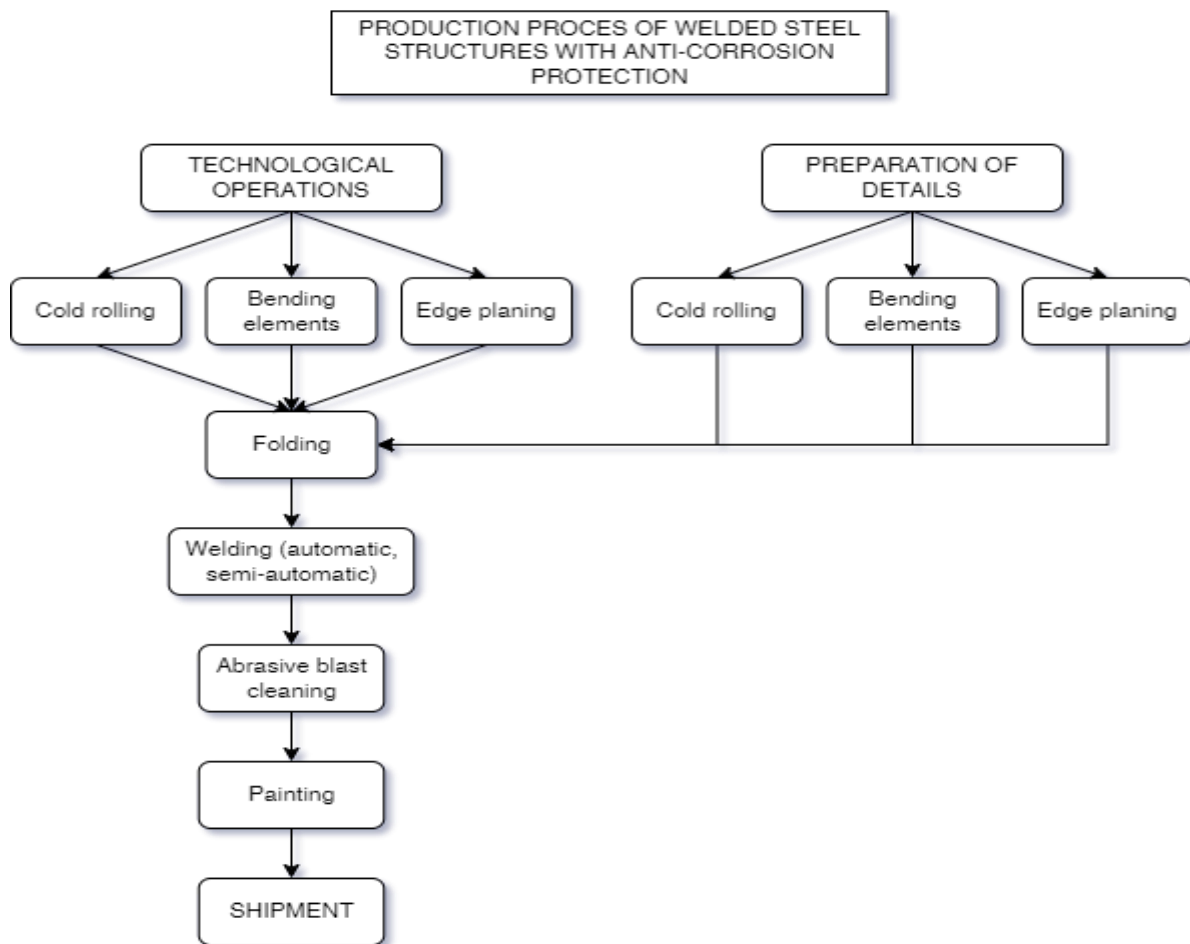 PRODUCTION PROCES OF WELDED STEEL
STRUCTURES WITH ANTI-CORROSION
PROTECTION
TECHNOLOGICAL
OPERATIONS
PREPARATION OF
DETAILS
Cold rolling
Bending
elements
Edge planing
Cold rolling
Bending
elements
Edge planing
Folding
Welding (automatic,
semi-automatic)
Abrasive blast
cleaning
Painting
SHIPMENT